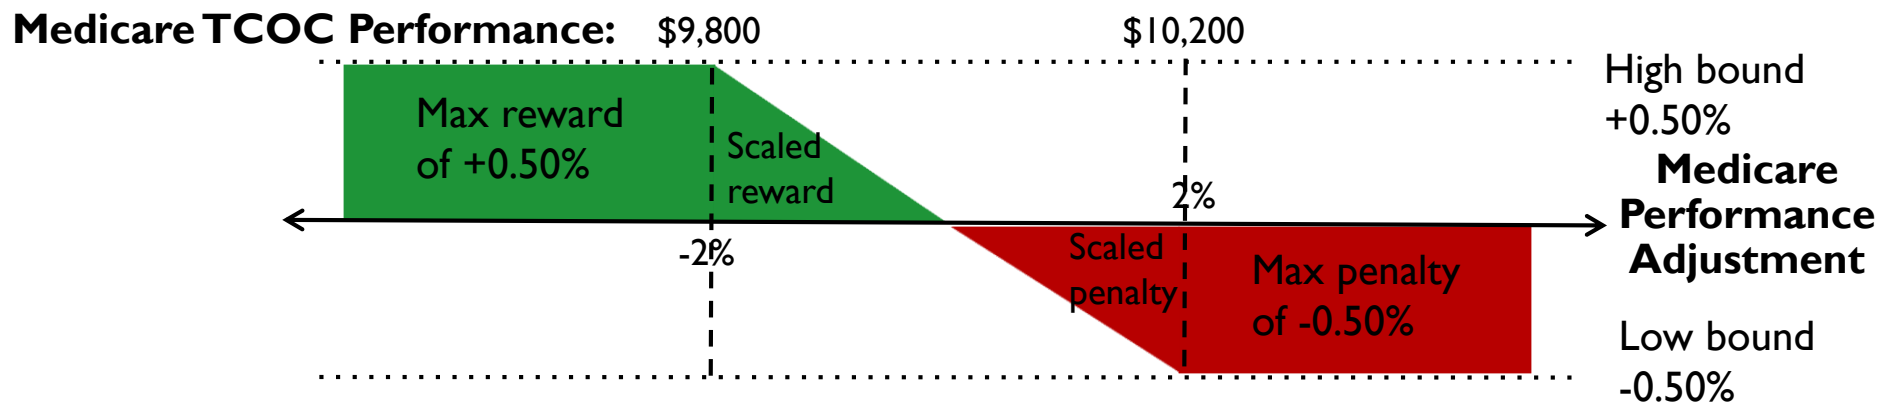 Medicare TCOC Performance: $9,800 $10,200
High bound
+0.50%
Max reward
of +0.50%
Scaled
reward
2%
Medicare
Performance
Adjustment
-2%
Scaled
penalty
Max penalty
of -0.50%
Low bound
-0.50%